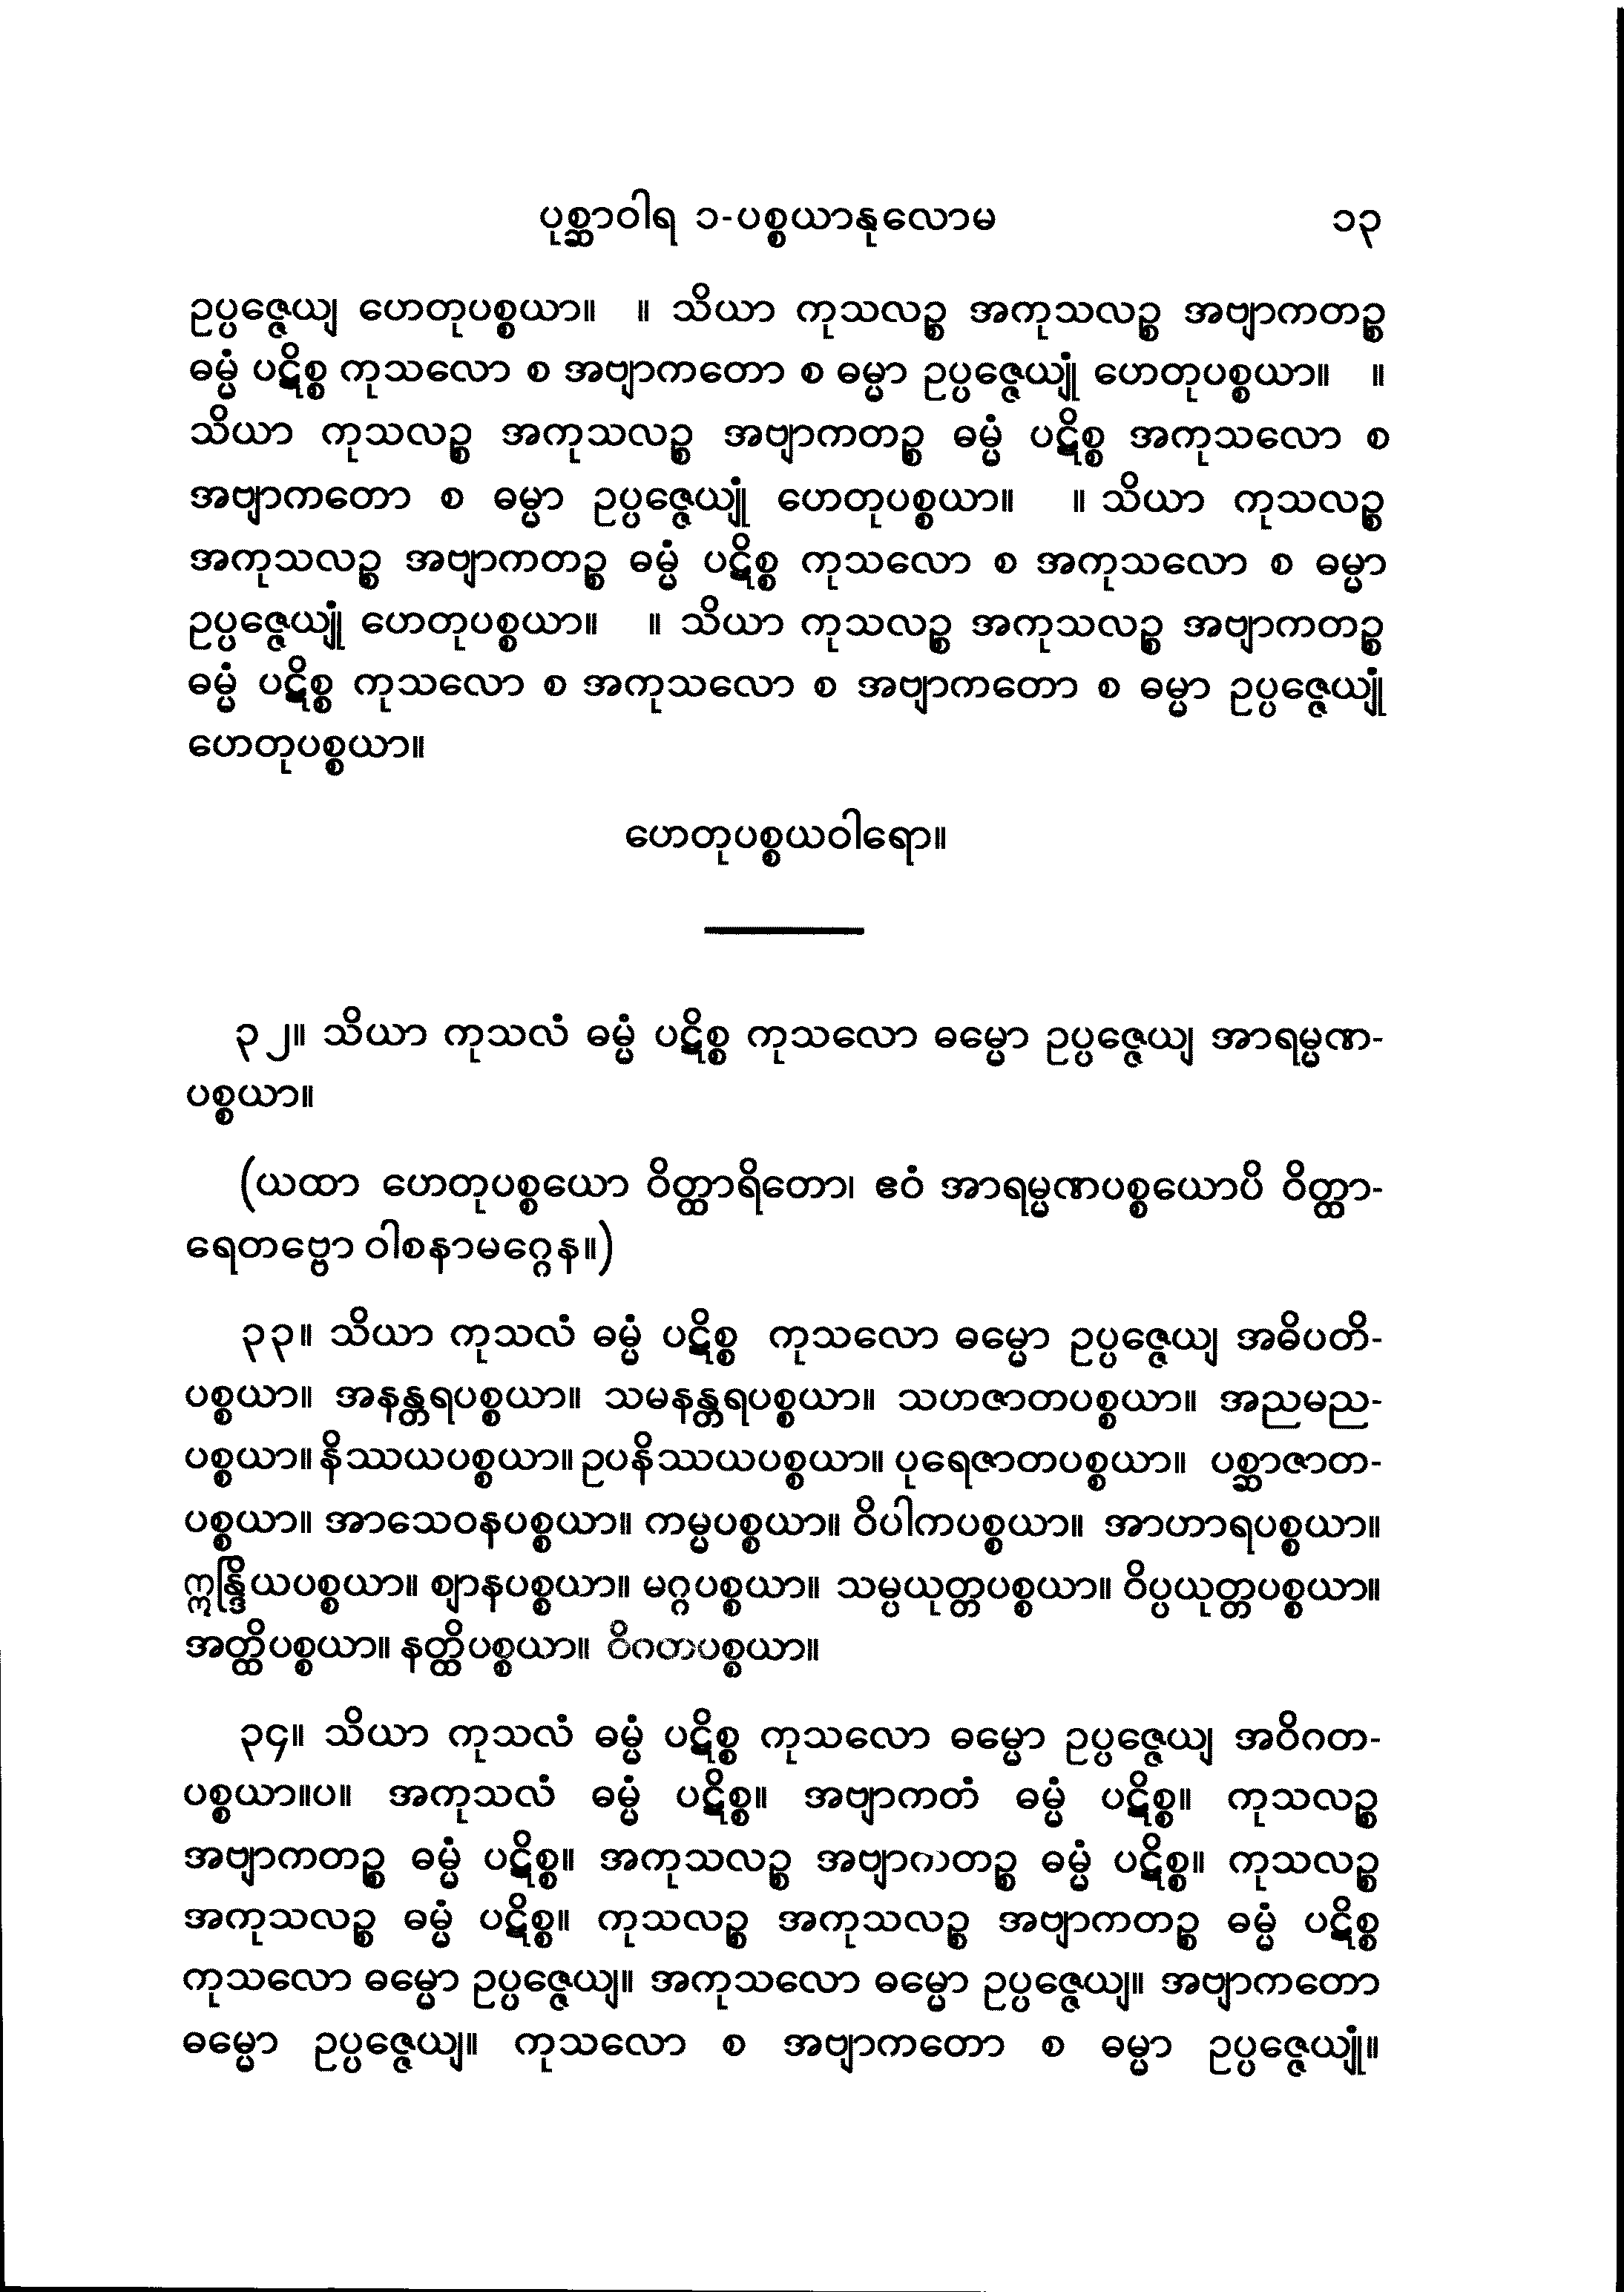 ပုစ္ဆာဝါရ ၁-ပစ္စယာနုလောမ ၁၃
ဥပ္ပဇ္ဇေယျ ဟေတုပစ္စယာ။ ။ သိယာ ကုသလဉ္စ အကုသလဉ္စ အဗျာကတဉ္စ
ဓမ္မံ ပဋိစ္စ ကုသလော စ အဗျာကတော စ ဓမ္မာ ဥပ္ပဇ္ဇေယျုံ ဟေတုပစ္စယာ။ ။
သိယာ ကုသလဉ္စ အကုသလဉ္စ အဗျာကတဉ္စ ဓမ္မံ ပဋိစ္စ အကုသလော စ
အဗျာကတော စ ဓမ္မာ ဥပ္ပဇ္ဇေယျုံ ဟေတုပစ္စယာ။ ။ သိယာ ကုသလဉ္စ
အကုသလဉ္စ အဗျာကတဉ္စ ဓမ္မံ ပဋိစ္စ ကုသလော စ အကုသလော စ ဓမ္မာ
ဥပ္ပဇ္ဇေယျုံ ဟေတုပစ္စယာ။ ။ သိယာ ကုသလဉ္စ အကုသလဉ္စ အဗျာကတဉ္စ
ဓမ္မံ ပဋိစ္စ ကုသလော စ အကုသလော စ အဗျာကတော စ ဓမ္မာ ဥပ္ပဇ္ဇေယျုံ
ဟေတုပစ္စယာ။
ဟေတုပစ္စယဝါရော။
၃၂။ သိယာ ကုသလံ ဓမ္မံ ပဋိစ္စ ကုသလော ဓမ္မော ဥပ္ပဇ္ဇေယျ အာရမ္မဏ-
ပစ္စယာ။
(ယထာ ဟေတုပစ္စယော ဝိတ္ထာရိတော၊ ဧဝံ အာရမ္မဏပစ္စယောပိ ဝိတ္ထာ-
ရေတဗ္ဗော ဝါစနာမဂ္ဂေန။)
၃၃။ သိယာ ကုသလံ ဓမ္မံ ပဋိစ္စ ကုသလော ဓမ္မော ဥပ္ပဇ္ဇေယျ အဓိပတိ-
ပစ္စယာ။ အနန္တရပစ္စယာ။ သမနန္တရပစ္စယာ။ သဟဇာတပစ္စယာ။ အညမည-
ပစ္စယာ။ နိဿယပစ္စယာ။ ဥပနိဿယပစ္စယာ။ ပုရေဇာတပစ္စယာ။ ပစ္ဆာဇာတ-
ပစ္စယာ။ အာသေဝနပစ္စယာ။ ကမ္မပစ္စယာ။ ဝိပါကပစ္စယာ။ အာဟာရပစ္စယာ။
ဣန္ဒြိယပစ္စယာ။ ဈာနပစ္စယာ။ မဂ္ဂပစ္စယာ။ သမ္ပယုတ္တပစ္စယာ။ ဝိပ္ပယုတ္တပစ္စယာ။
အတ္ထိပစ္စယာ။ နတ္ထိပစ္စယာ။ ဝိဂတပစ္စယာ။
၃၄။ သိယာ ကုသလံ ဓမ္မံ ပဋိစ္စ ကုသလော ဓမ္မော ဥပ္ပဇ္ဇေယျ အဝိဂတ-
ပစ္စယာ။ပ။ အကုသလံ ဓမ္မံ ပဋိစ္စ။ အဗျာကတံ ဓမ္မံ ပဋိစ္စ။ ကုသလဉ္စ
အဗျာကတဉ္စ ဓမ္မံ ပဋိစ္စ။ အကုသလဉ္စ အဗျာကတဉ္စ ဓမ္မံ ပဋိစ္စ။ ကုသလဉ္စ
အကုသလဉ္စ ဓမ္မံ ပဋိစ္စ။ ကုသလဉ္စ အကုသလဉ္စ အဗျာကတဉ္စ ဓမ္မံ ပဋိစ္စ
ကုသလော ဓမ္မော ဥပ္ပဇ္ဇေယျ။ အကုသလော ဓမ္မော ဥပ္ပဇ္ဇေယျ။ အဗျာကတော
ဓမ္မော ဥပ္ပဇ္ဇေယျ။ ကုသလော စ အဗျာကတော စ ဓမ္မာ ဥပ္ပဇ္ဇေယျုံ။